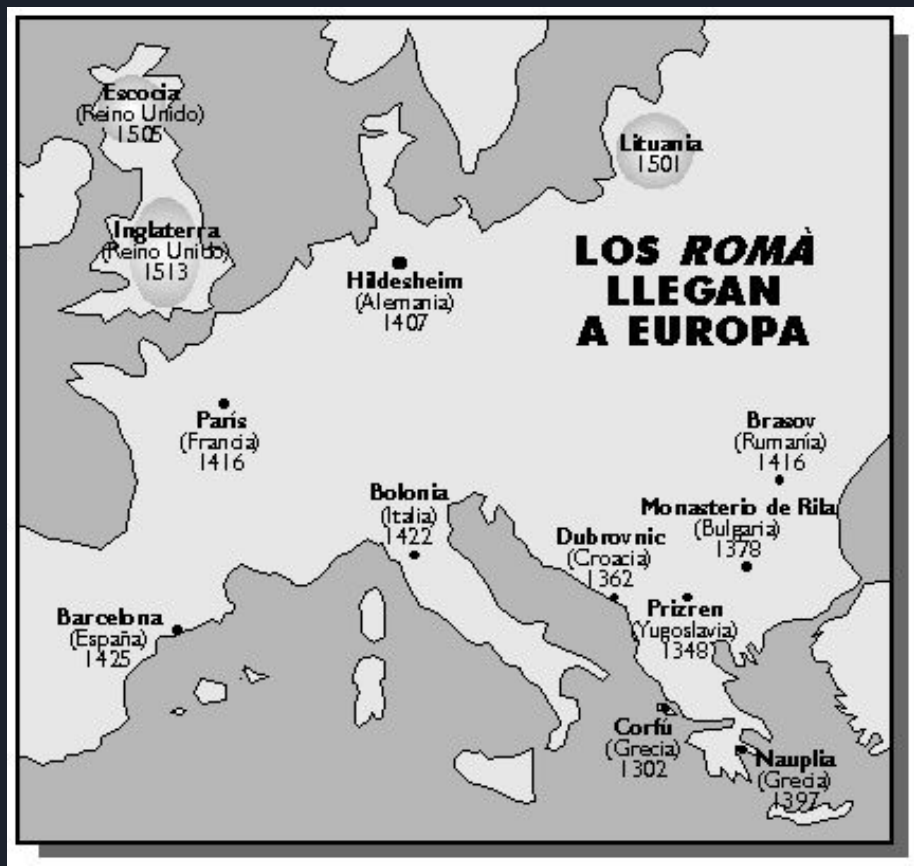 Escocia
(Reino Unido)
1505
Lituania
1501
Inglaterra
(Reino Unido)
1513
LOS ROMÀ
LLEGAN
A EUROPA
Hildesheim
(Alemania)
1407
París
(Francia)
1416
Brasov
(Rumanía)
1416
Bolonia
(Italia)
1422
Monasterio de Rila
(Bulgaria)
1378
Dubrovnic
(Croacia)
1362
Barcelona
(España)
1425
Prizren
(Yugoslavia)
1348
Corfú
(Grecia)
1302
Nauplia
(Grecia)
1397